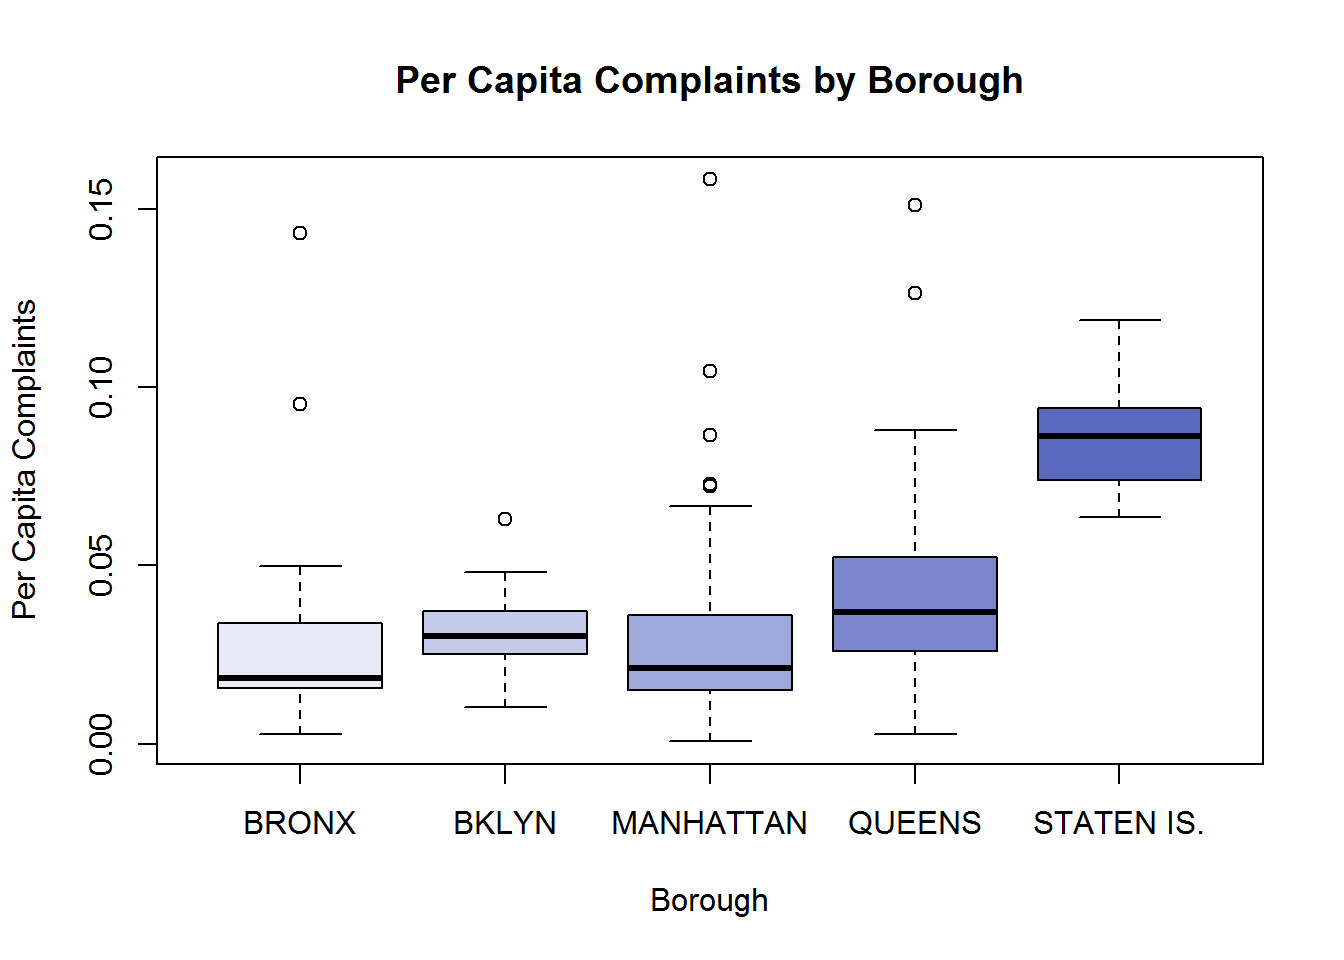 Per Capita Complaints by Borough
Per Capita Complaints
0.15
0.10
0.05
0.00
BRONX BKLYN MANHATTAN QUEENS STATEN IS.
Borough